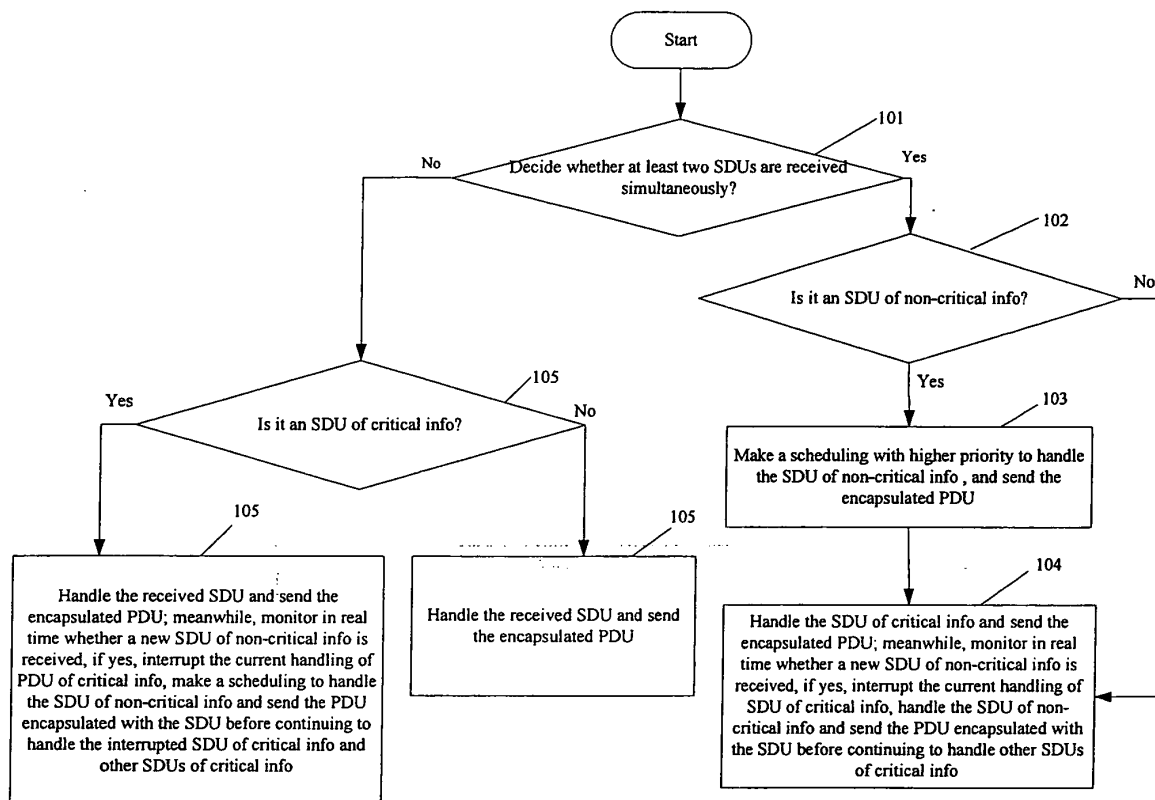 Start
101
Decide whether at least two SDUs are received
simultaneously?
No
Yes
102
Is it an SDU of non-critical info?
No
Yes
105
Is it an SDU of critical info?
Yes
No
103
Make a scheduling with higher priority to handle
the SDU of non-critical info , and send the
encapsulated PDU
105
Handle the received SDU and send the
encapsulated PDU; meanwhile, monitor in real
time whether a new SDU of non-critical info is
received, if yes, interrupt the current handling of
PDU of critical info, make a scheduling to handle
the SDU of non-critical info and send the PDU
encapsulated with the SDU before continuing to
handle the interrupted SDU of critical info and
other SDUs of critical info
105
Handle the received SDU and send
the encapsulated PDU
104
Handle the SDU of critical info and send the
encapsulated PDU; meanwhile, monitor in real
time whether a new SDU of non-critical info is
received, if yes, interrupt the current handling of
SDU of critical info, handle the SDU of non-
critical info and send the PDU encapsulated with
the SDU before continuing to handle other SDUs
of critical info